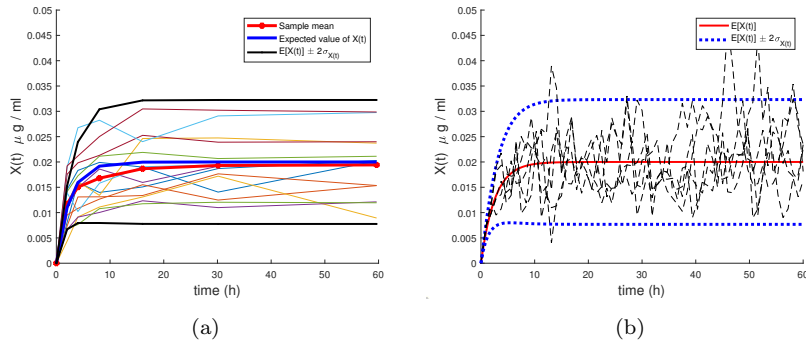 Sample mean
Expected value of X(t)
E[X(t)] ± 2σX(t)
X(t) μ g / ml
0.05
0.045
0.04
0.035
0.03
0.025
0.02
0.015
0.01
0.005
0
0 10 20 30 40 50 60
time (h)
(a)
E[X(t)]
E[X(t)] ± 2σX(t)
X(t) μ g / ml
0.05
0.045
0.04
0.035
0.03
0.025
0.02
0.015
0.01
0.005
0
0 10 20 30 40 50 60
time (h)
(b)